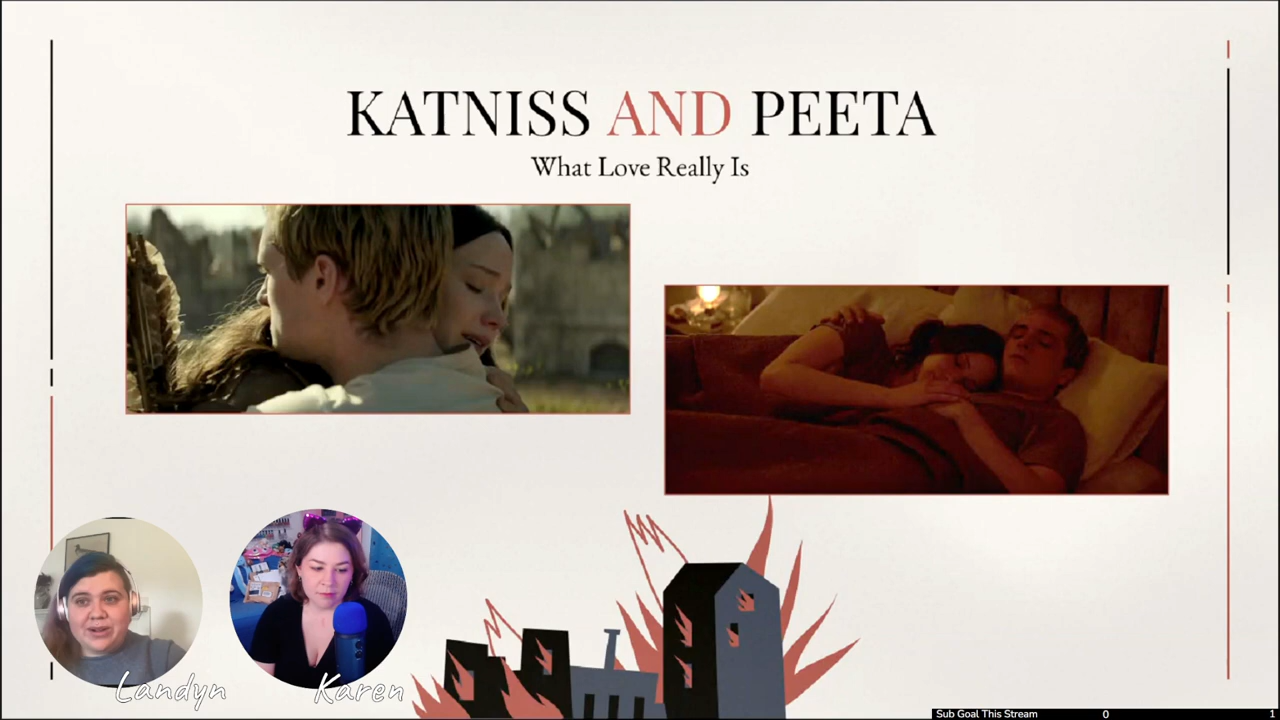 KATNISS AND PEETA
What Love Really Is
Landyn
Karen
Sub Goal This Stream 0 1